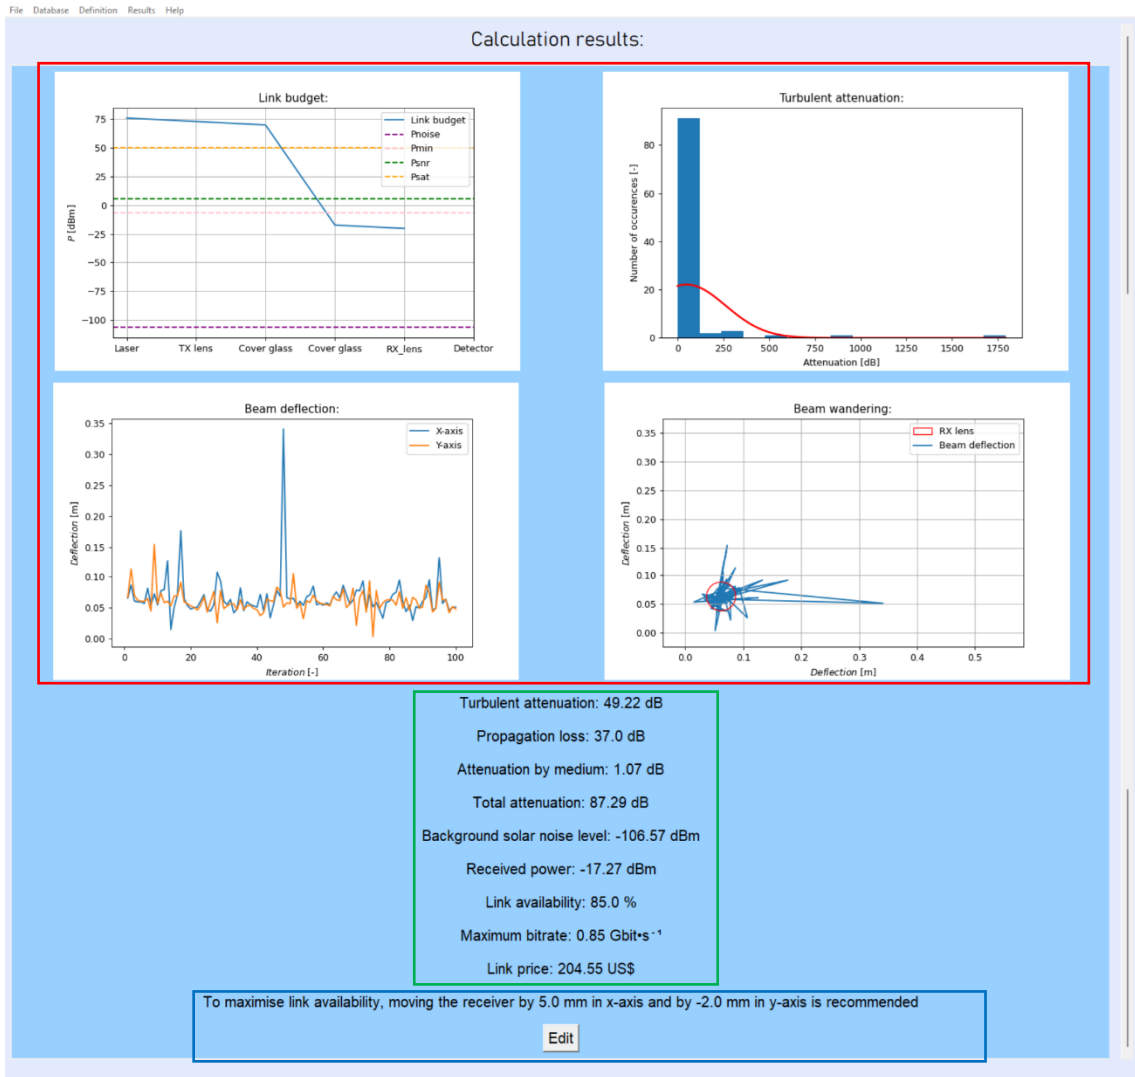 File Database Definition Results Help
Calculation results:
Link budget:
75
50
25
0
−25
−50
−75
−100
P [dBm]
Link budget
Pnoise
Pmin
Psnr
Psat
Laser TX lens Cover glass Cover glass RX_lens Detector
Turbulent attenuation:
80
60
40
20
0
Number of occurences [-]
0 250 500 750 1000 1250 1500 1750
Attenuation [dB]
Beam deflection:
0.35
0.30
0.25
0.20
0.15
0.10
0.05
0.00
Deflection [m]
X-axis
Y-axis
0 20 40 60 80 100
Iteration [-]
Beam wandering:
0.35
0.30
0.25
0.20
0.15
0.10
0.05
0.00
Deflection [m]
RX lens
Beam deflection
0.0 0.1 0.2 0.3 0.4 0.5
Deflection [m]
Turbulent attenuation: 49.22 dB
Propagation loss: 37.0 dB
Attenuation by medium: 1.07 dB
Total attenuation: 87.29 dB
Background solar noise level: -106.57 dBm
Received power: -17.27 dBm
Link availability: 85.0 %
Maximum bitrate: 0.85 Gbit•s⁻¹
Link price: 204.55 US$
To maximise link availability, moving the receiver by 5.0 mm in x-axis and by -2.0 mm in y-axis is recommended
Edit